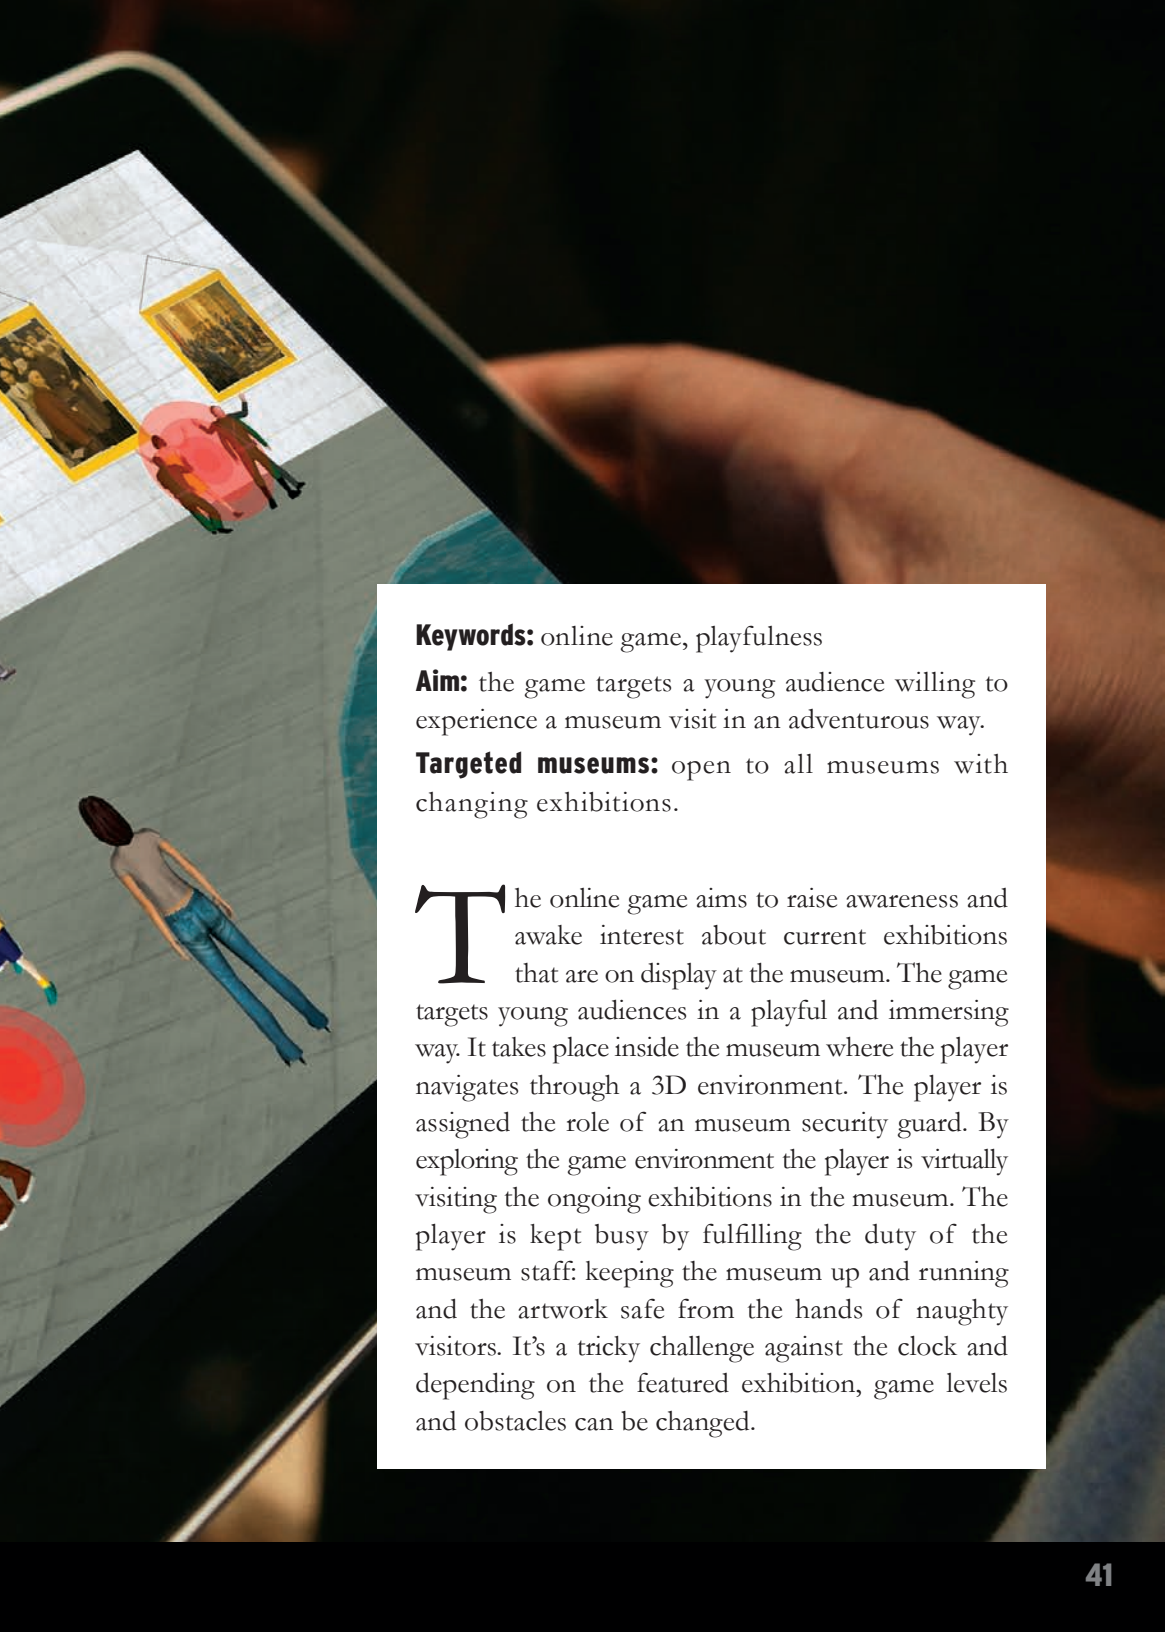 Keywords: online game, playfulness
Aim: the game targets a young audience willing to
experience a museum visit in an adventurous way.
Targeted museums: open to all museums with
changing exhibitions.
The online game aims to raise awareness and
awake interest about current exhibitions
that are on display at the museum. The game
targets young audiences in a playful and immersing
way. It takes place inside the museum where the player
navigates through a 3D environment. The player is
assigned the role of an museum security guard. By
exploring the game environment the player is virtually
visiting the ongoing exhibitions in the museum. The
player is kept busy by fulfilling the duty of the
museum staff: keeping the museum up and running
and the artwork safe from the hands of naughty
visitors. It’s a tricky challenge against the clock and
depending on the featured exhibition, game levels
and obstacles can be changed.
41